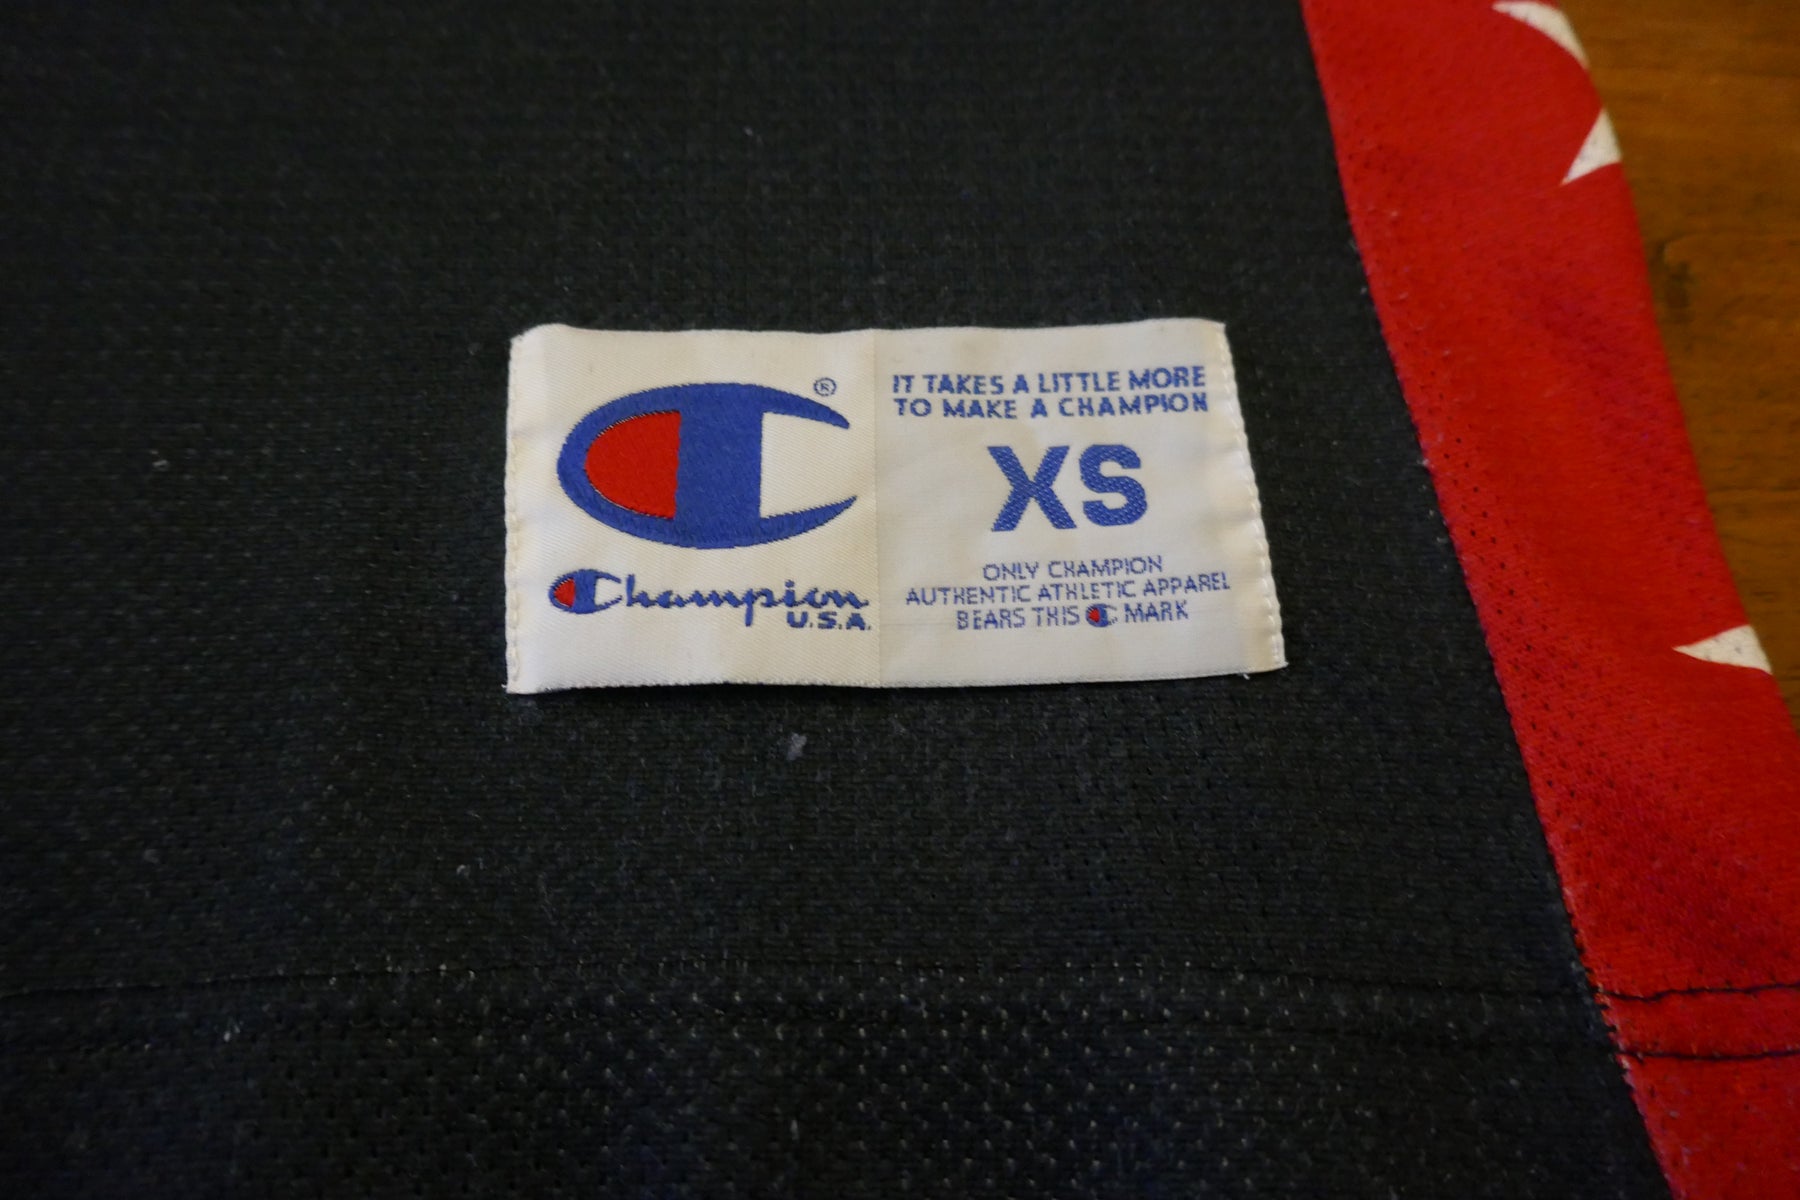 ®
Champion
U.S.A.
IT TAKES A LITTLE MORE
TO MAKE A CHAMPION
XS
ONLY CHAMPION
AUTHENTIC ATHLETIC APPAREL
BEARS THIS C MARK